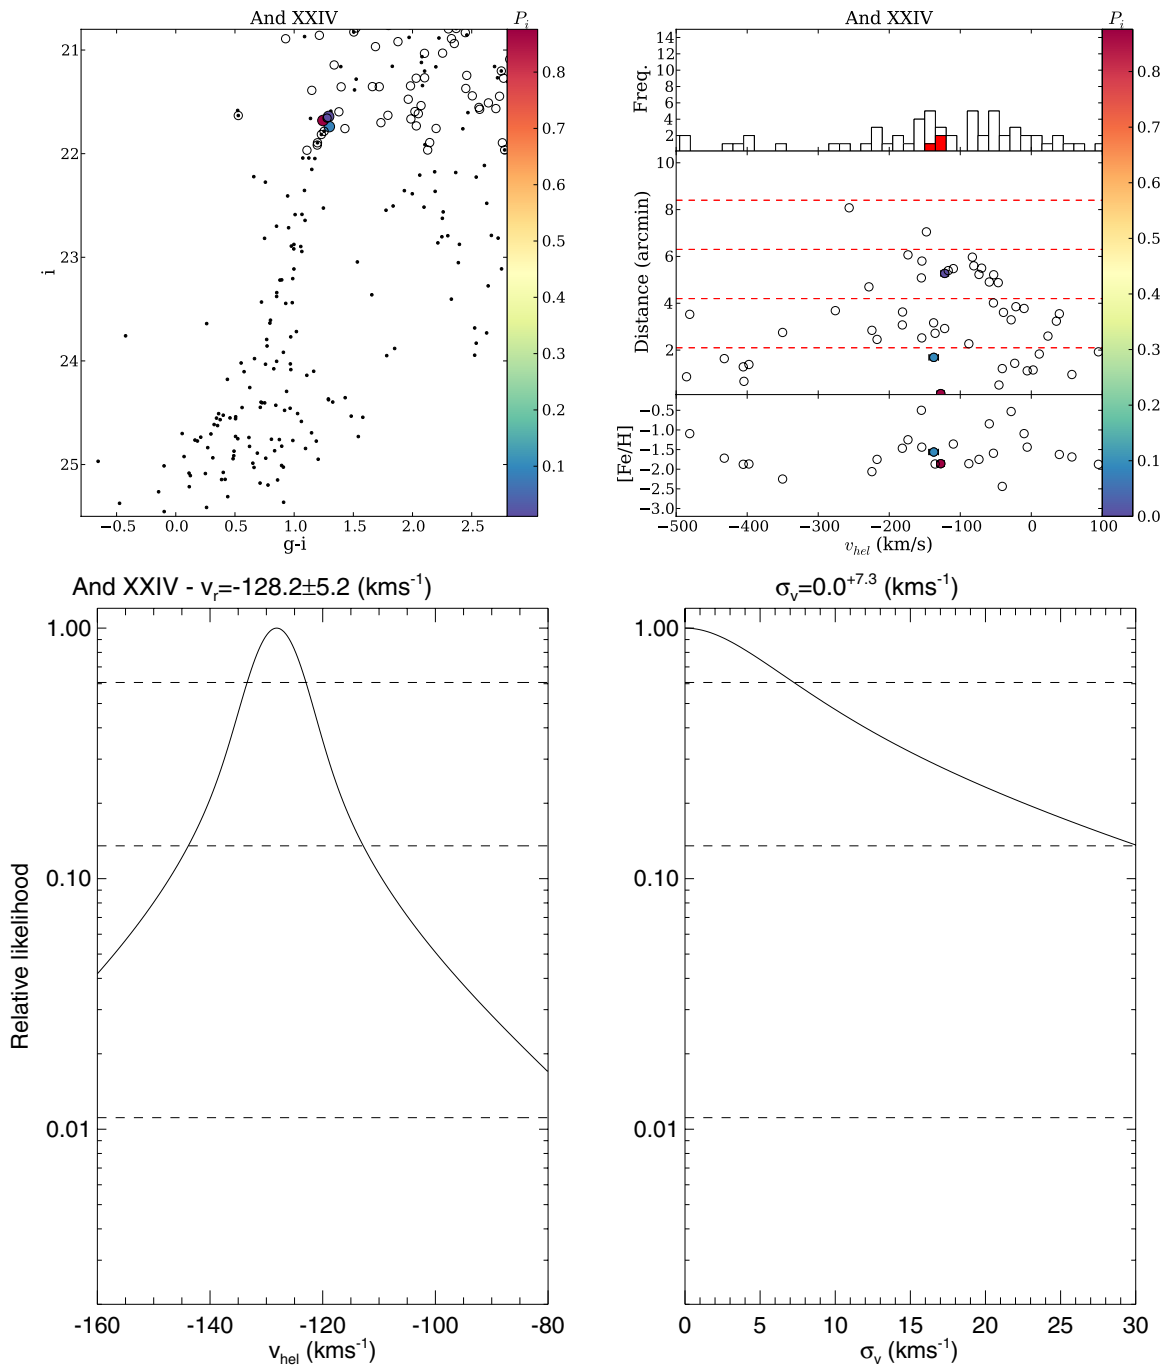 And XXIV
P_i
21
22
23
24
25
i
−0.5 0.0 0.5 1.0 1.5 2.0 2.5
g-i
0.8
0.7
0.6
0.5
0.4
0.3
0.2
0.1
0.0
And XXIV
P_i
14
12
10
8
6
4
2
Freq.
10
8
6
4
2
Distance (arcmin)
−0.5
−1.0
−1.5
−2.0
−2.5
−3.0
[Fe/H]
−500 −400 −300 −200 −100 0 100
v_hel (km/s)
0.8
0.7
0.6
0.5
0.4
0.3
0.2
0.1
0.0
And XXIV - v_r=-128.2±5.2 (kms⁻¹)
1.00
0.10
0.01
Relative likelihood
-160 -140 -120 -100 -80
v_hel (kms⁻¹)
σ_v=0.0⁺⁷·³ (kms⁻¹)
1.00
0.10
0.01
0 5 10 15 20 25 30
σ_v (kms⁻¹)